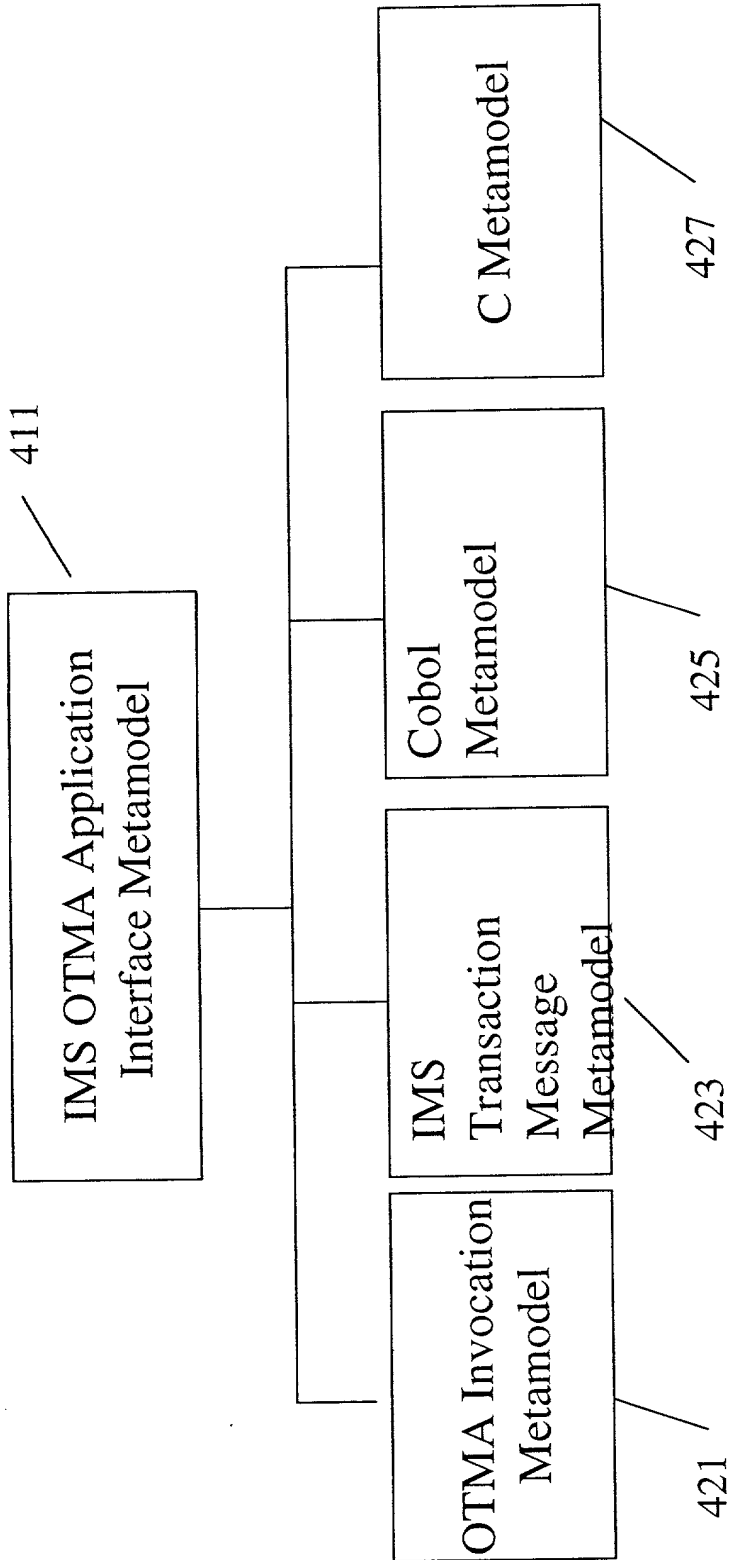 411
IMS OTMA Application
Interface Metamodel
OTMA Invocation
Metamodel
421
IMS
Transaction
Message
Metamodel
423
Cobol
Metamodel
425
C Metamodel
427